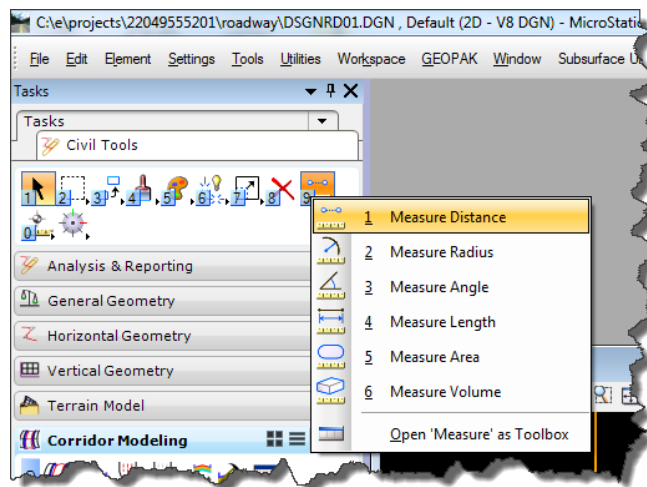 C:\e\projects\22049555201\roadway\DSGNRD01.DGN , Default (2D - V8 DGN) - MicroStatio
File Edit Element Settings Tools Utilities Workspace GEOPAK Window Subsurface U
Tasks
Tasks
Civil Tools
1 2 3 4 5 6 7 8 9
0
1 Measure Distance
2 Measure Radius
3 Measure Angle
4 Measure Length
5 Measure Area
6 Measure Volume
Open 'Measure' as Toolbox
Analysis & Reporting
General Geometry
Horizontal Geometry
Vertical Geometry
Terrain Model
Corridor Modeling